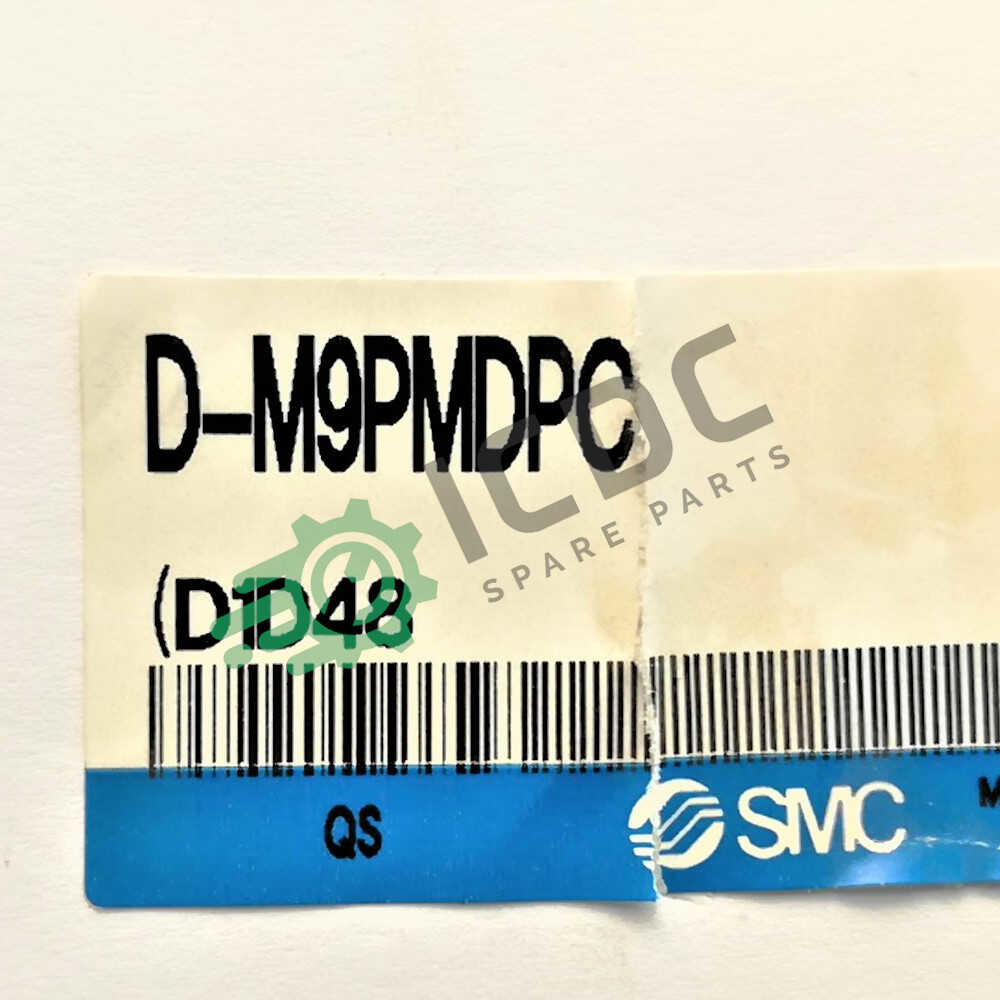 D-M9PMDPC
ICDC
SPARE PARTS
(D1D48
QS
SMC
M